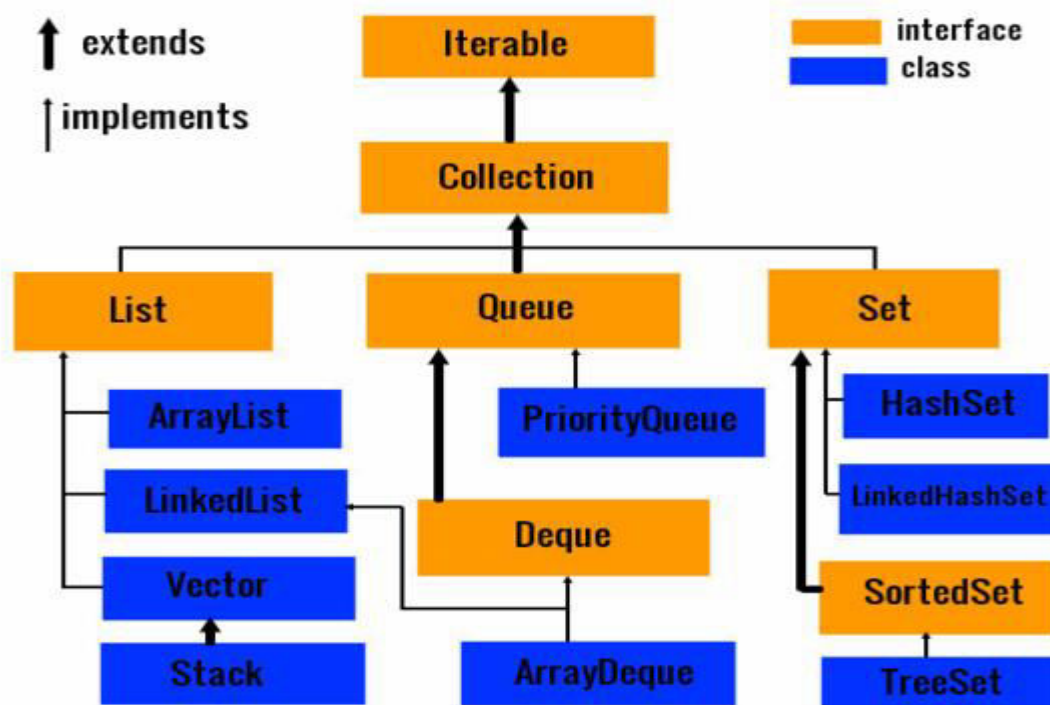 extends
implements
Iterable
interface
class
Collection
List
Queue
Set
ArrayList
PriorityQueue
HashSet
LinkedList
LinkedHashSet
Deque
Vector
SortedSet
Stack
ArrayDeque
TreeSet